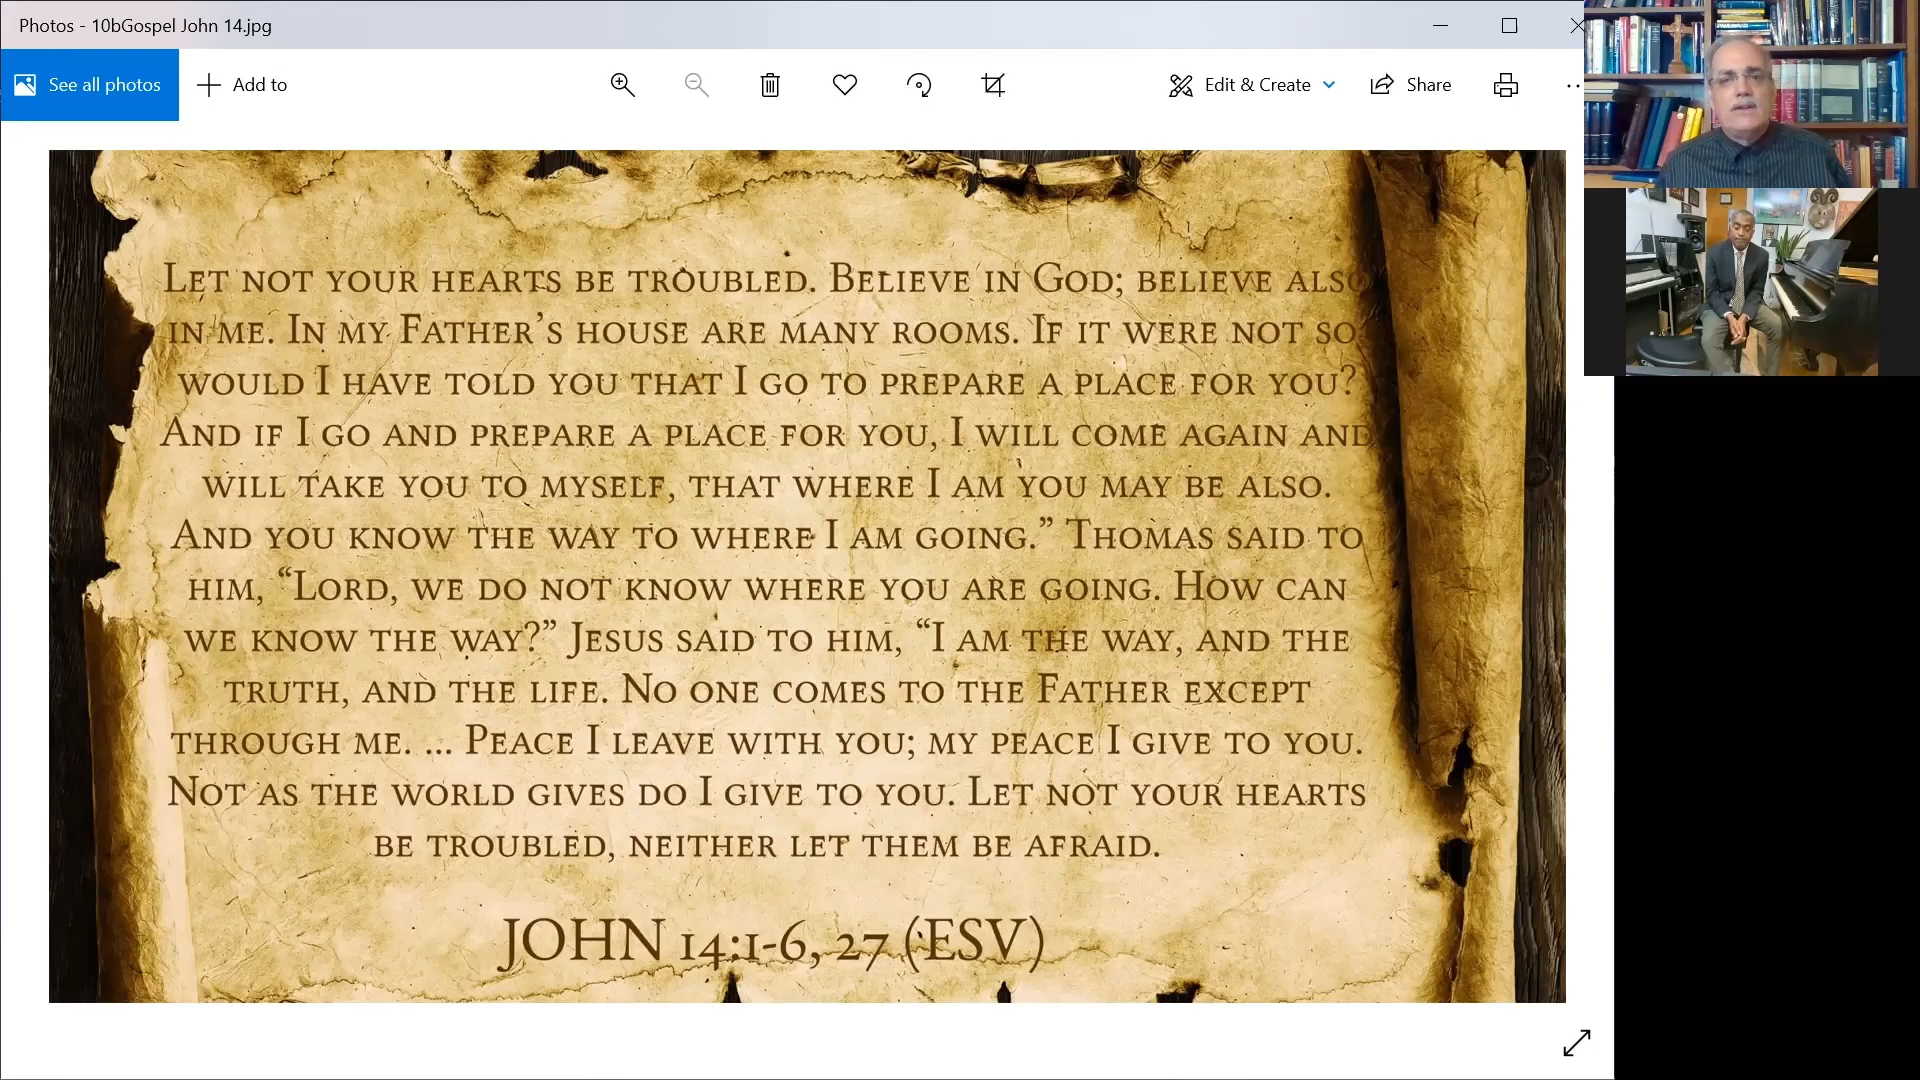 Photos - 10bGospel John 14.jpg
See all photos
Add to
Edit & Create
Share
Let not your hearts be troubled. Believe in God; believe also
in me. In my Father’s house are many rooms. If it were not so,
would I have told you that I go to prepare a place for you?
And if I go and prepare a place for you, I will come again and
will take you to myself, that where I am you may be also.
And you know the way to where I am going.” Thomas said to
him, “Lord, we do not know where you are going. How can
we know the way?” Jesus said to him, “I am the way, and the
truth, and the life. No one comes to the Father except
through me. ... Peace I leave with you; my peace I give to you.
Not as the world gives do I give to you. Let not your hearts
be troubled, neither let them be afraid.
JOHN 14:1-6, 27 (ESV)